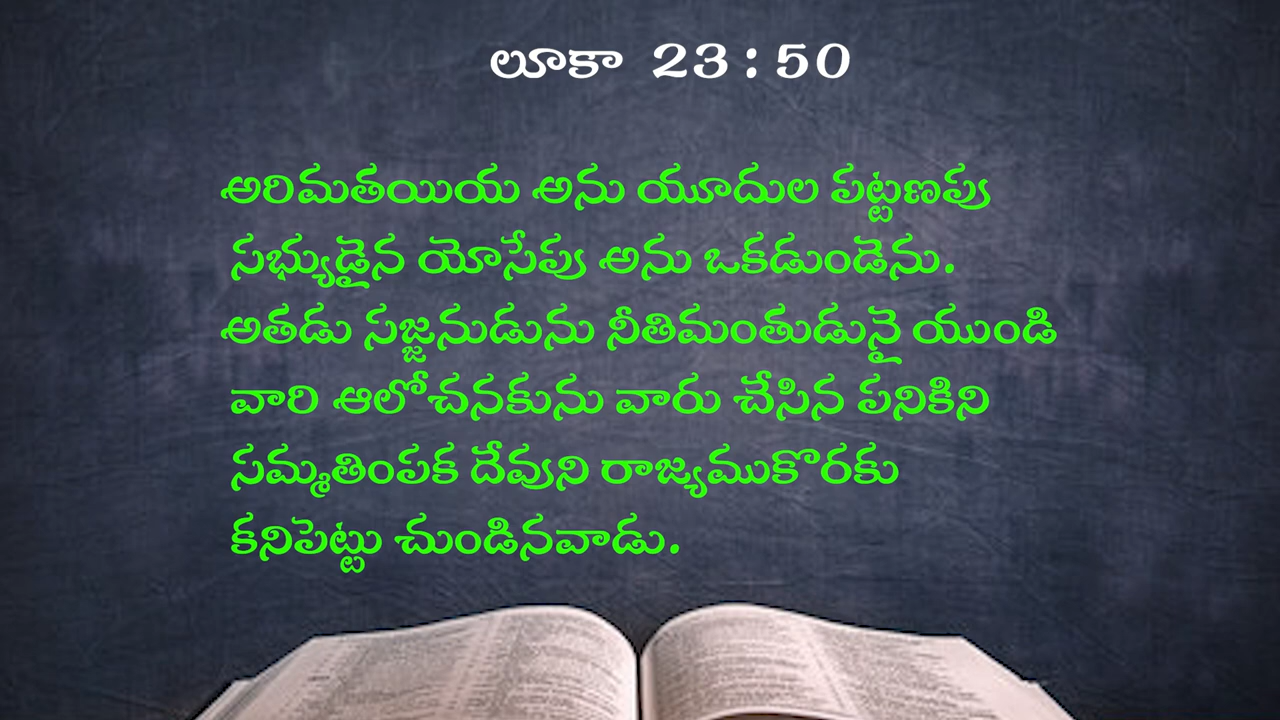 లూకా 23:50
అరిమతయియ అను యూదుల పట్టణపు
సభ్యుడైన యోసేపు అను ఒకడుండెను.
అతడు సజ్జనుడును నీతిమంతుడునై యుండి
వారి ఆలోచనకును వారు చేసిన పనికిని
సమ్మతింపక దేవుని రాజ్యముకొరకు
కనిపెట్టు చుండినవాడు.